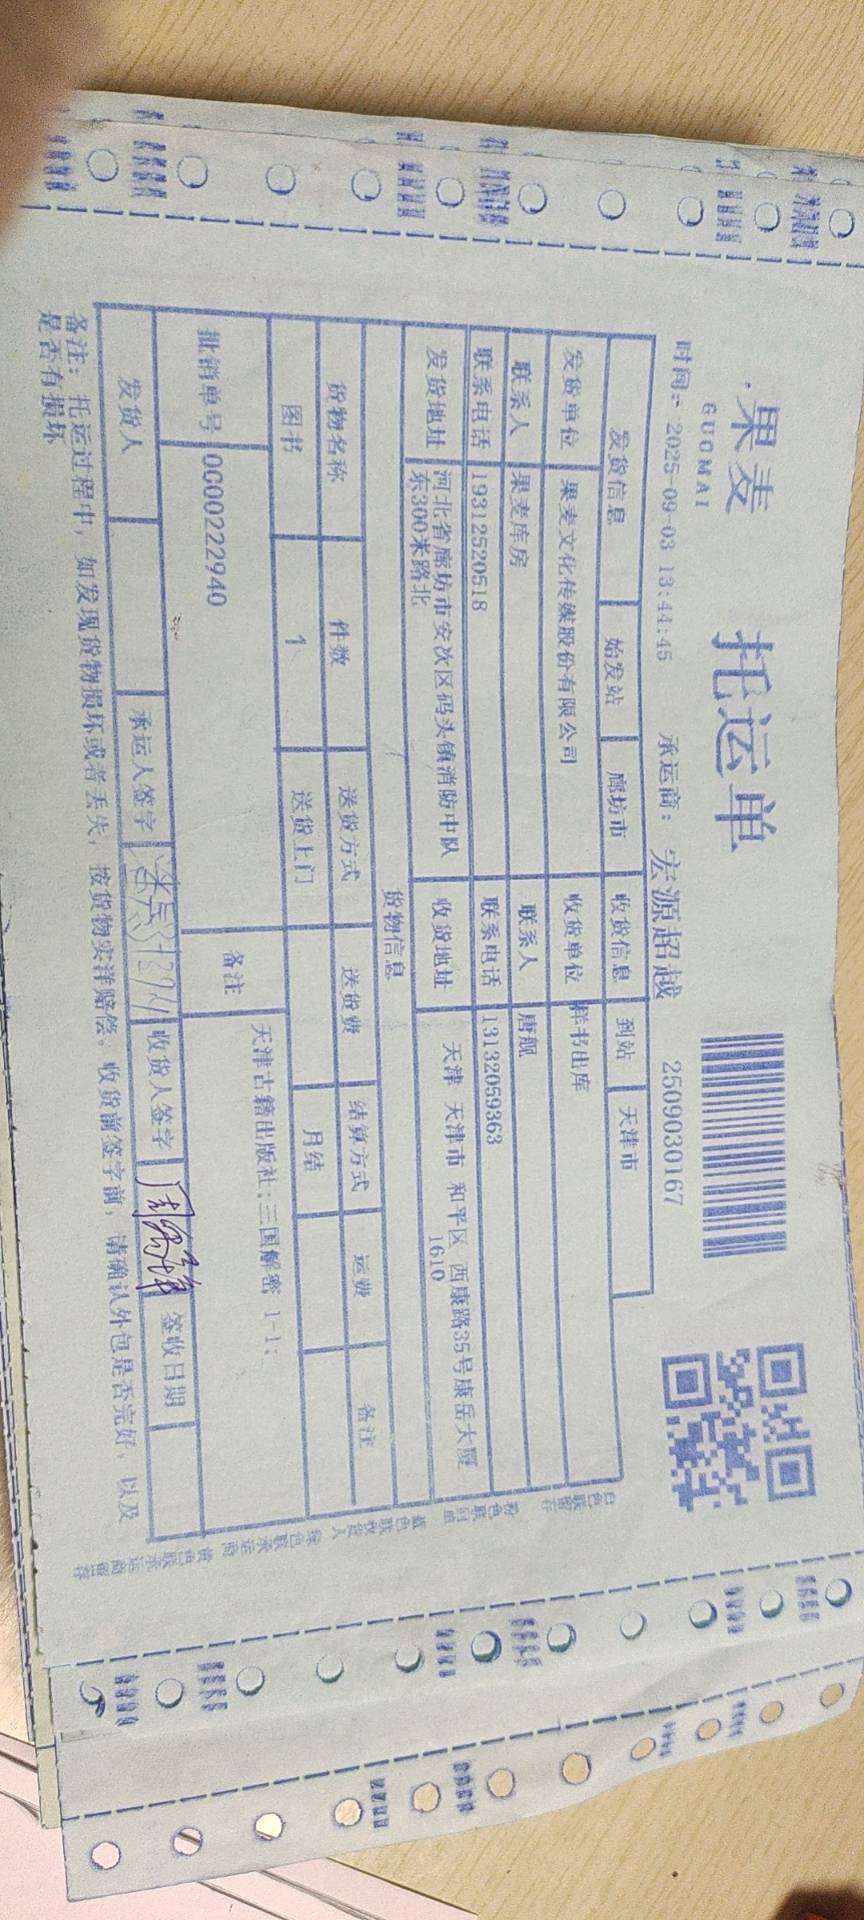 果麦
GUOMAI
托运单
时间: 2025-09-03 13:44:45 承运商: 宏源超越 2509030167
发货信息 始发站 廊坊市 收货信息 到站 天津市
发货单位 果麦文化传媒股份有限公司 收货单位 样书出库
联系人 果麦库房 联系人 唐舰
联系电话 19312520518 联系电话 13132059363
发货地址 河北省廊坊市安次区码头镇消防中队 收货地址 天津 天津市 和平区 西康路35号康岳大厦
东300米路北 1610
货物信息
货物名称 件数 送货方式 送货费 结算方式 运费 备注
图书 1 送货上门 月结
批销单号 0000222940 备注 天津古籍出版社;三国解密 1-1;
发货人 承运人签字 收货人签字 签收日期
备注: 托运过程中, 如发现货物损坏或者丢失, 按货物实洋赔偿。收货前签字前, 请确认外包是否完好, 以及
是否有损坏